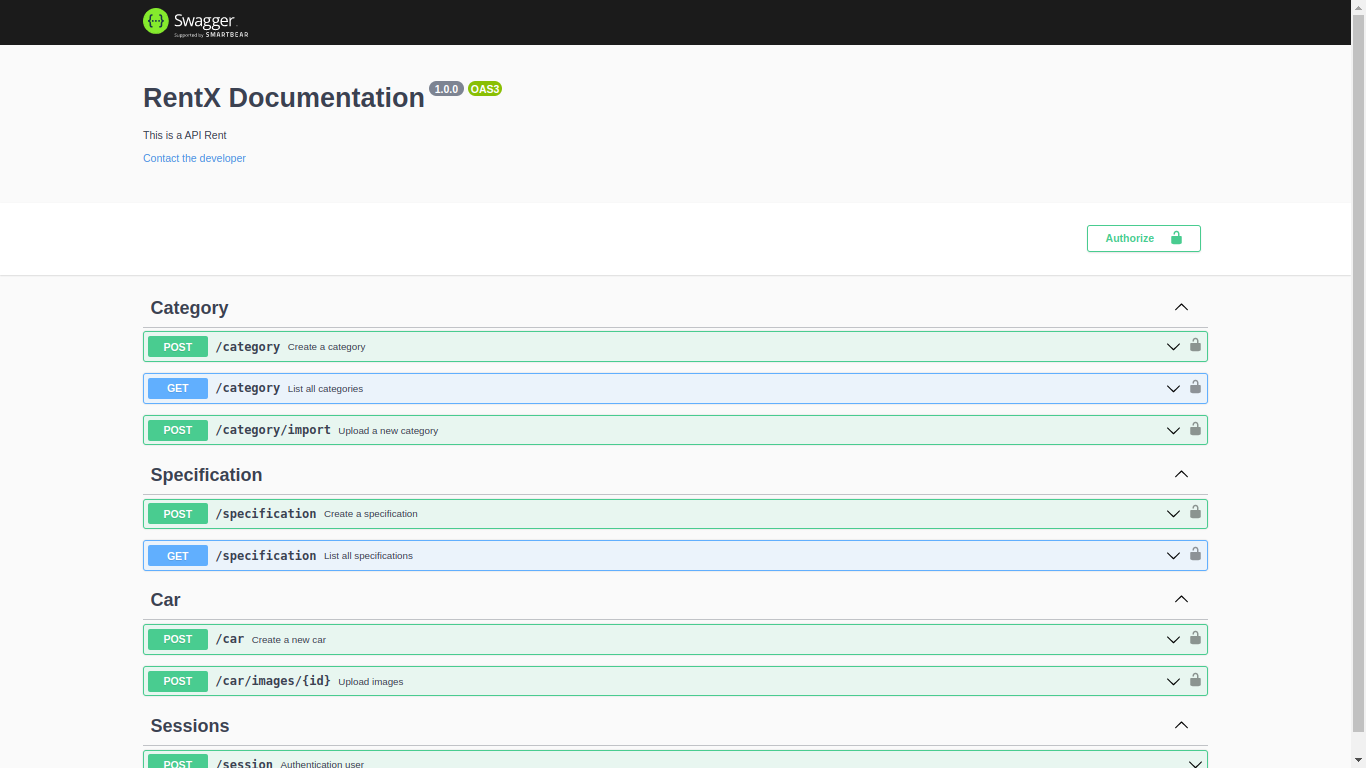 Swagger.
Supported by SMARTBEAR
RentX Documentation 1.0.0 OAS3
This is a API Rent
Contact the developer
Authorize
Category
POST /category Create a category
GET /category List all categories
POST /category/import Upload a new category
Specification
POST /specification Create a specification
GET /specification List all specifications
Car
POST /car Create a new car
POST /car/images/{id} Upload images
Sessions
POST /session Authentication user